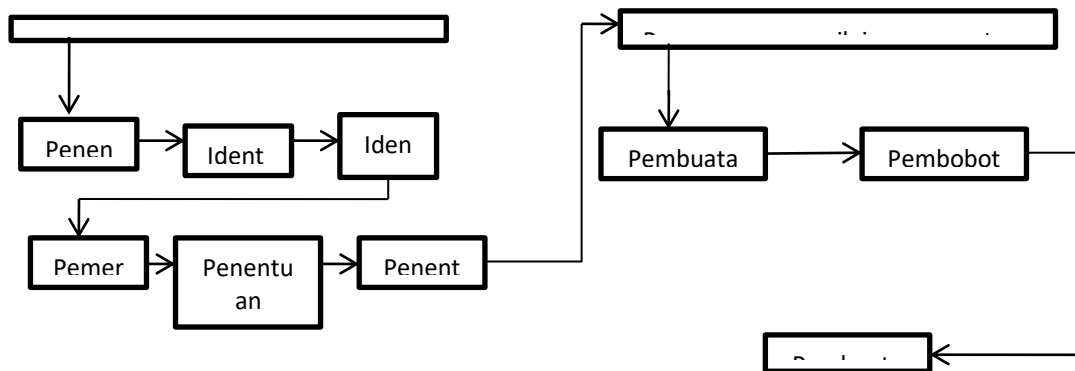 Penen
Ident
Iden
Pemer
Penentu
an
Penent
Pembuata
Pembobot